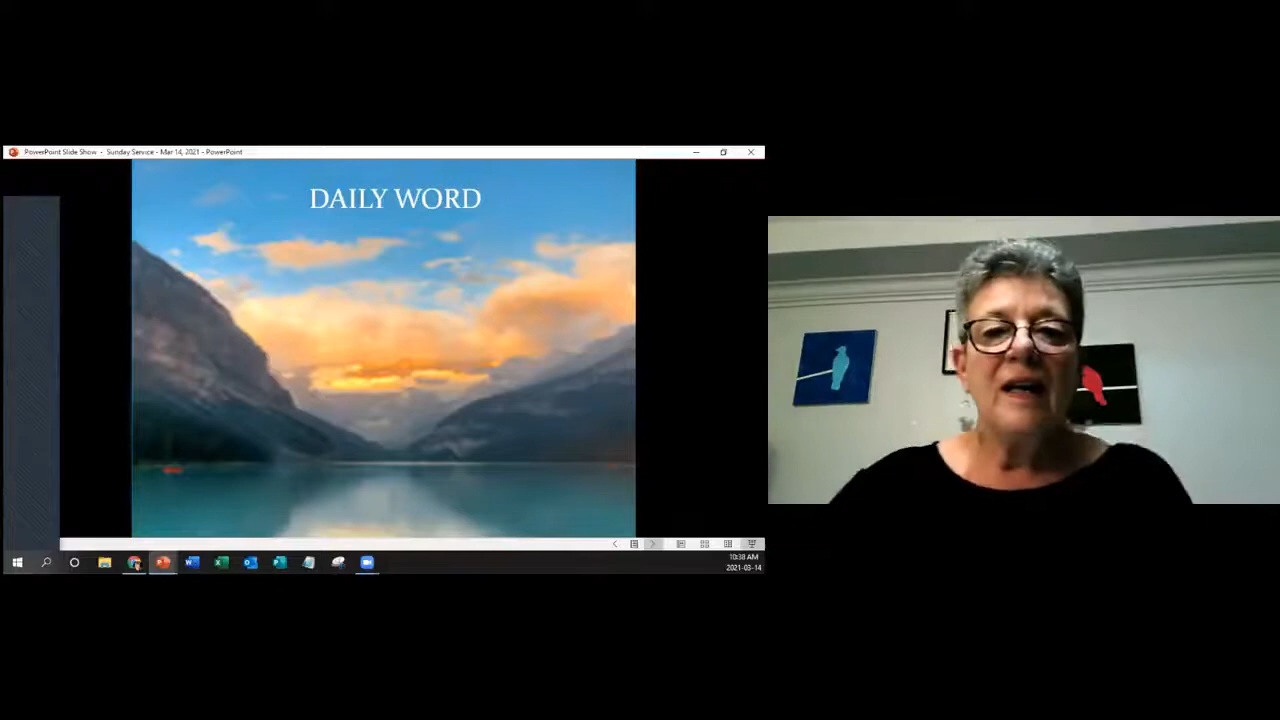 PowerPoint Slide Show - Sunday Service - Mar 14, 2021 - PowerPoint
DAILY WORD
10:38 AM
2021-03-14